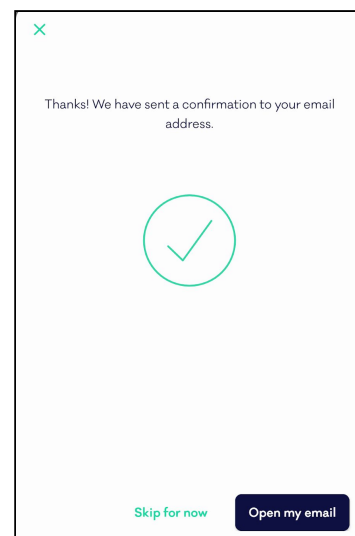 Thanks! We have sent a confirmation to your email
address.
Skip for now
Open my email